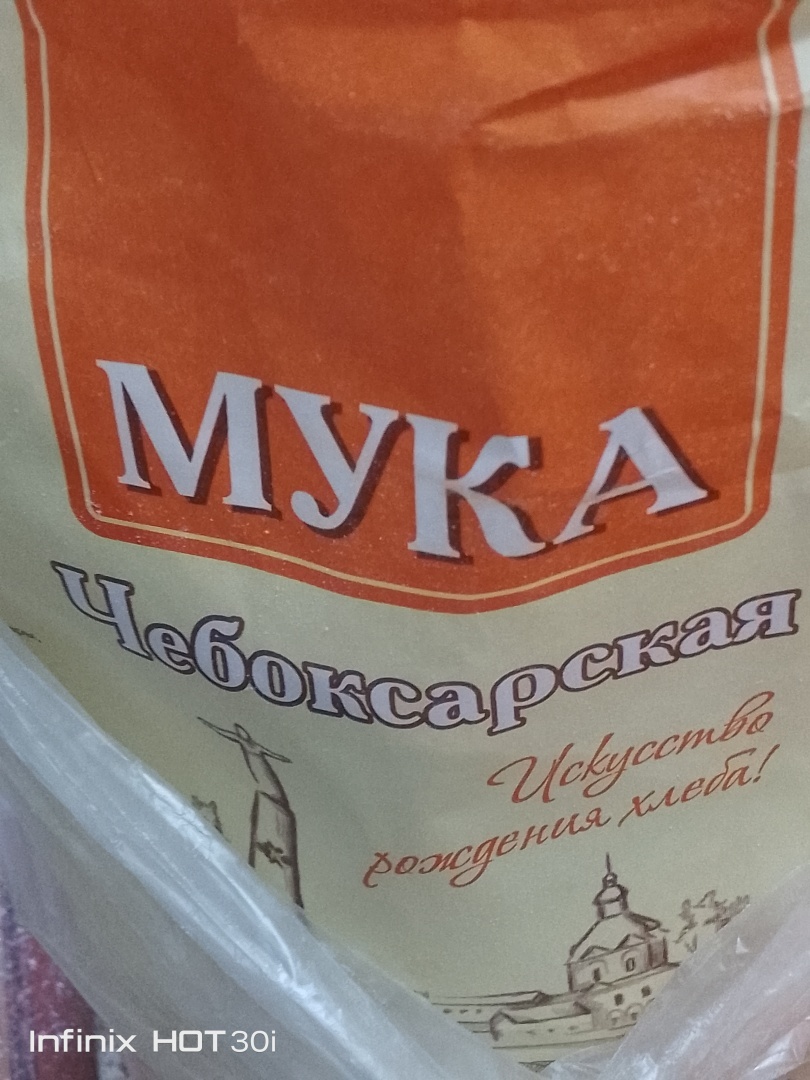 МУКА
Чебоксарская
Искусство
рождения хлеба!
Infinix HOT 30i